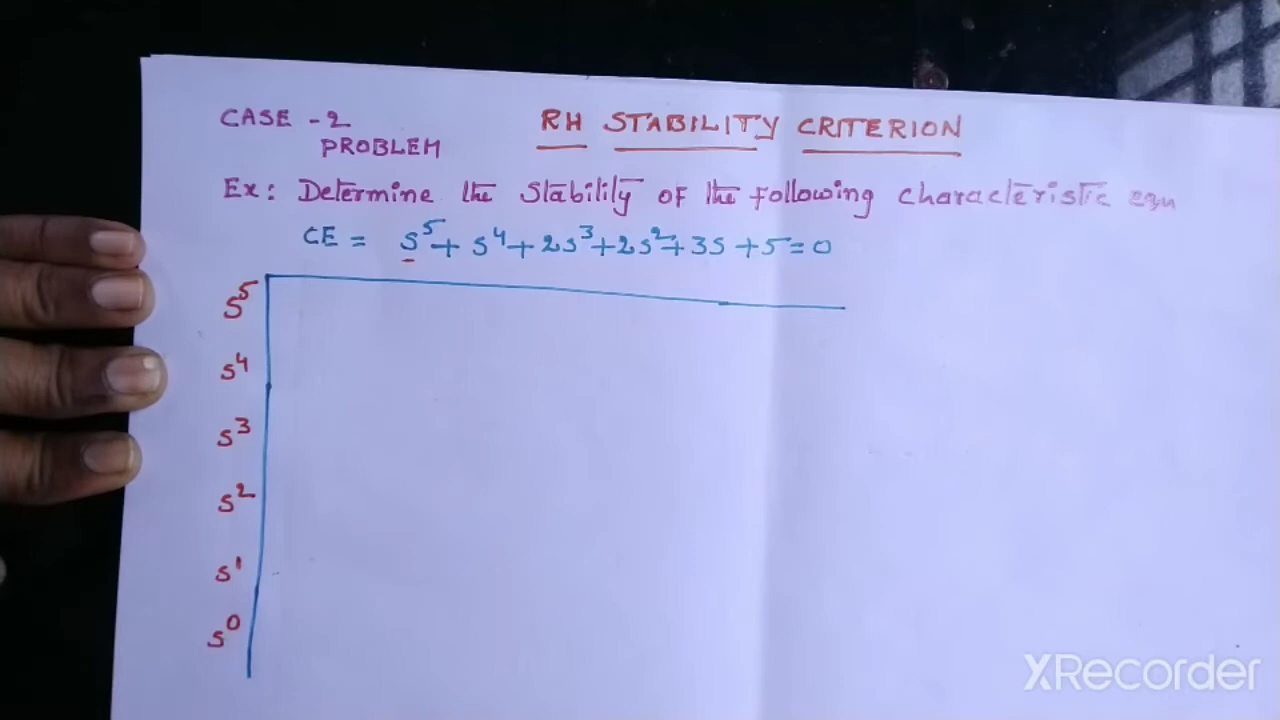 CASE - 2 RH STABILITY CRITERION
PROBLEM
Ex: Determine the Stability of the following characteristic equ
CE = s⁵ + s⁴ + 2s³ + 2s² + 3s + 5 = 0
s⁵
s⁴
s³
s²
s¹
s⁰
XRecorder